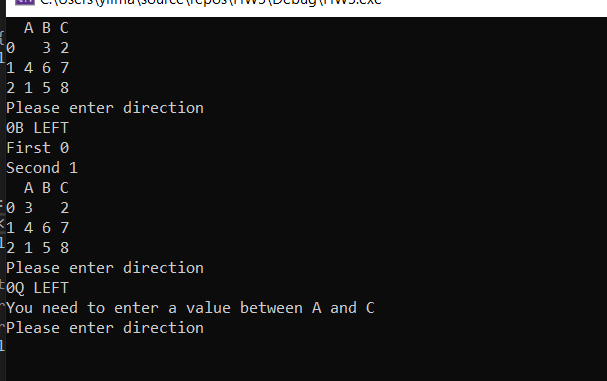 C:\Users\yilma\source\repos\HW5\Debug\HW5.exe
A B C
0 3 2
1 4 6 7
2 1 5 8
Please enter direction
0B LEFT
First 0
Second 1
A B C
0 3 2
1 4 6 7
2 1 5 8
Please enter direction
0Q LEFT
You need to enter a value between A and C
Please enter direction